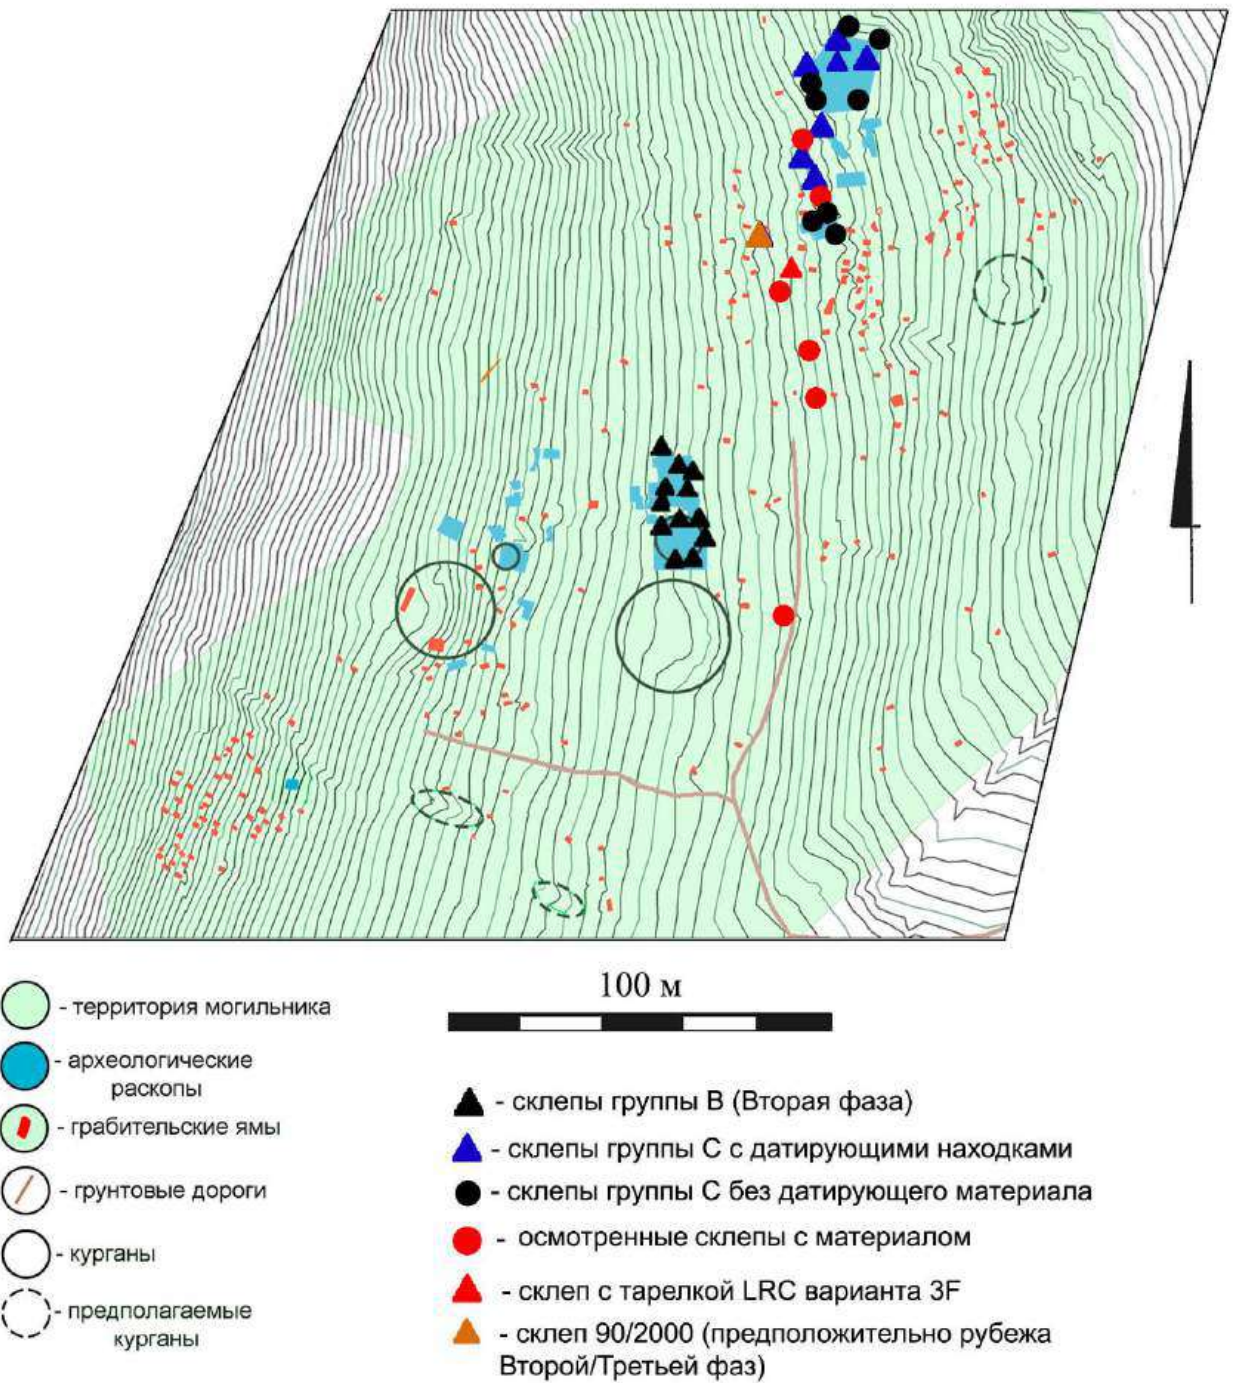 100 м
- территория могильника
- археологические
раскопы
- грабительские ямы
- грунтовые дороги
- курганы
- предполагаемые
курганы
- склепы группы B (Вторая фаза)
- склепы группы C с датирующими находками
- склепы группы C без датирующего материала
- осмотренные склепы с материалом
- склеп с тарелкой LRC варианта 3F
- склеп 90/2000 (предположительно рубежа
Второй/Третьей фаз)